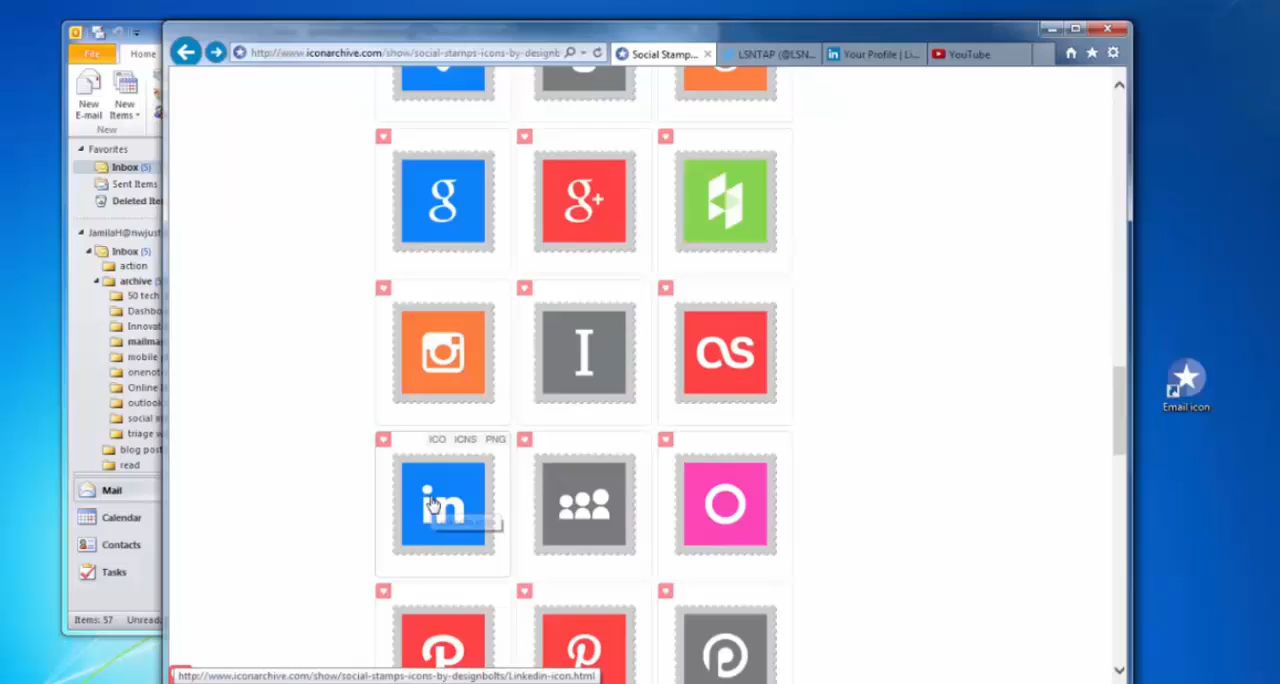 File
Home
New
E-mail
New
Items
New
Favorites
Inbox (5)
Sent Items
Deleted Ite
JamilaH@nwjust
Inbox (5)
action
archive (5
50 tech
Dashbo
Innovat
mailma
mobile p
onenot
Online
outlook
social m
triage w
blog post
read
Mail
Calendar
Contacts
Tasks
Items: 57 Unread
http://www.iconarchive.com/show/social-stamps-icons-by-designb
Social Stamp...
LSNTAP (@LSN...
Your Profile | Li...
YouTube
g
g+
I
as
ICO ICNS PNG
in
http://www.iconarchive.com/show/social-stamps-icons-by-designbolts/Linkedin-icon.html
Email icon